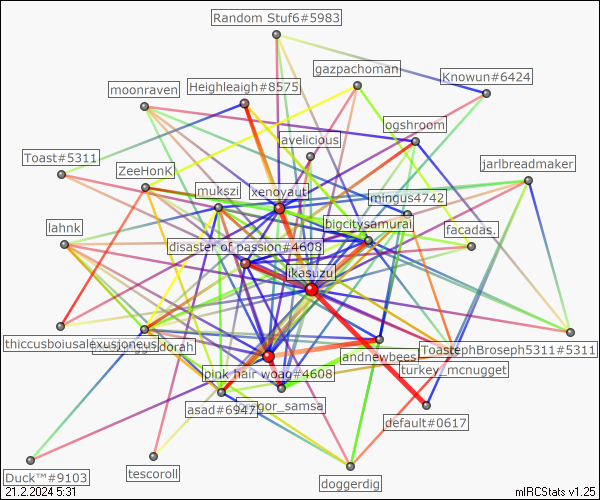 Random Stuf6#5983
gazpachoman
Knowun#6424
Heighleigh#8575
moonraven
ogshroom
avelicious
Toast#5311
jarlbreadmaker
ZeeHonK
mukszi
xenoyaut
mingus4742
lahnk
bigcitysamurai
facadas.
disaster of passion#4608
ikasuzu
thiccusboiusalexusjoneus
dorah
andnewbees
ToastephBroseph5311#5311
turkey_mcnugget
pink hair woag#4608
asad#6947
gor_samsa
default#0617
Duck™#9103
tescoroll
doggerdig
21.2.2024 5:31
mIRCStats v1.25